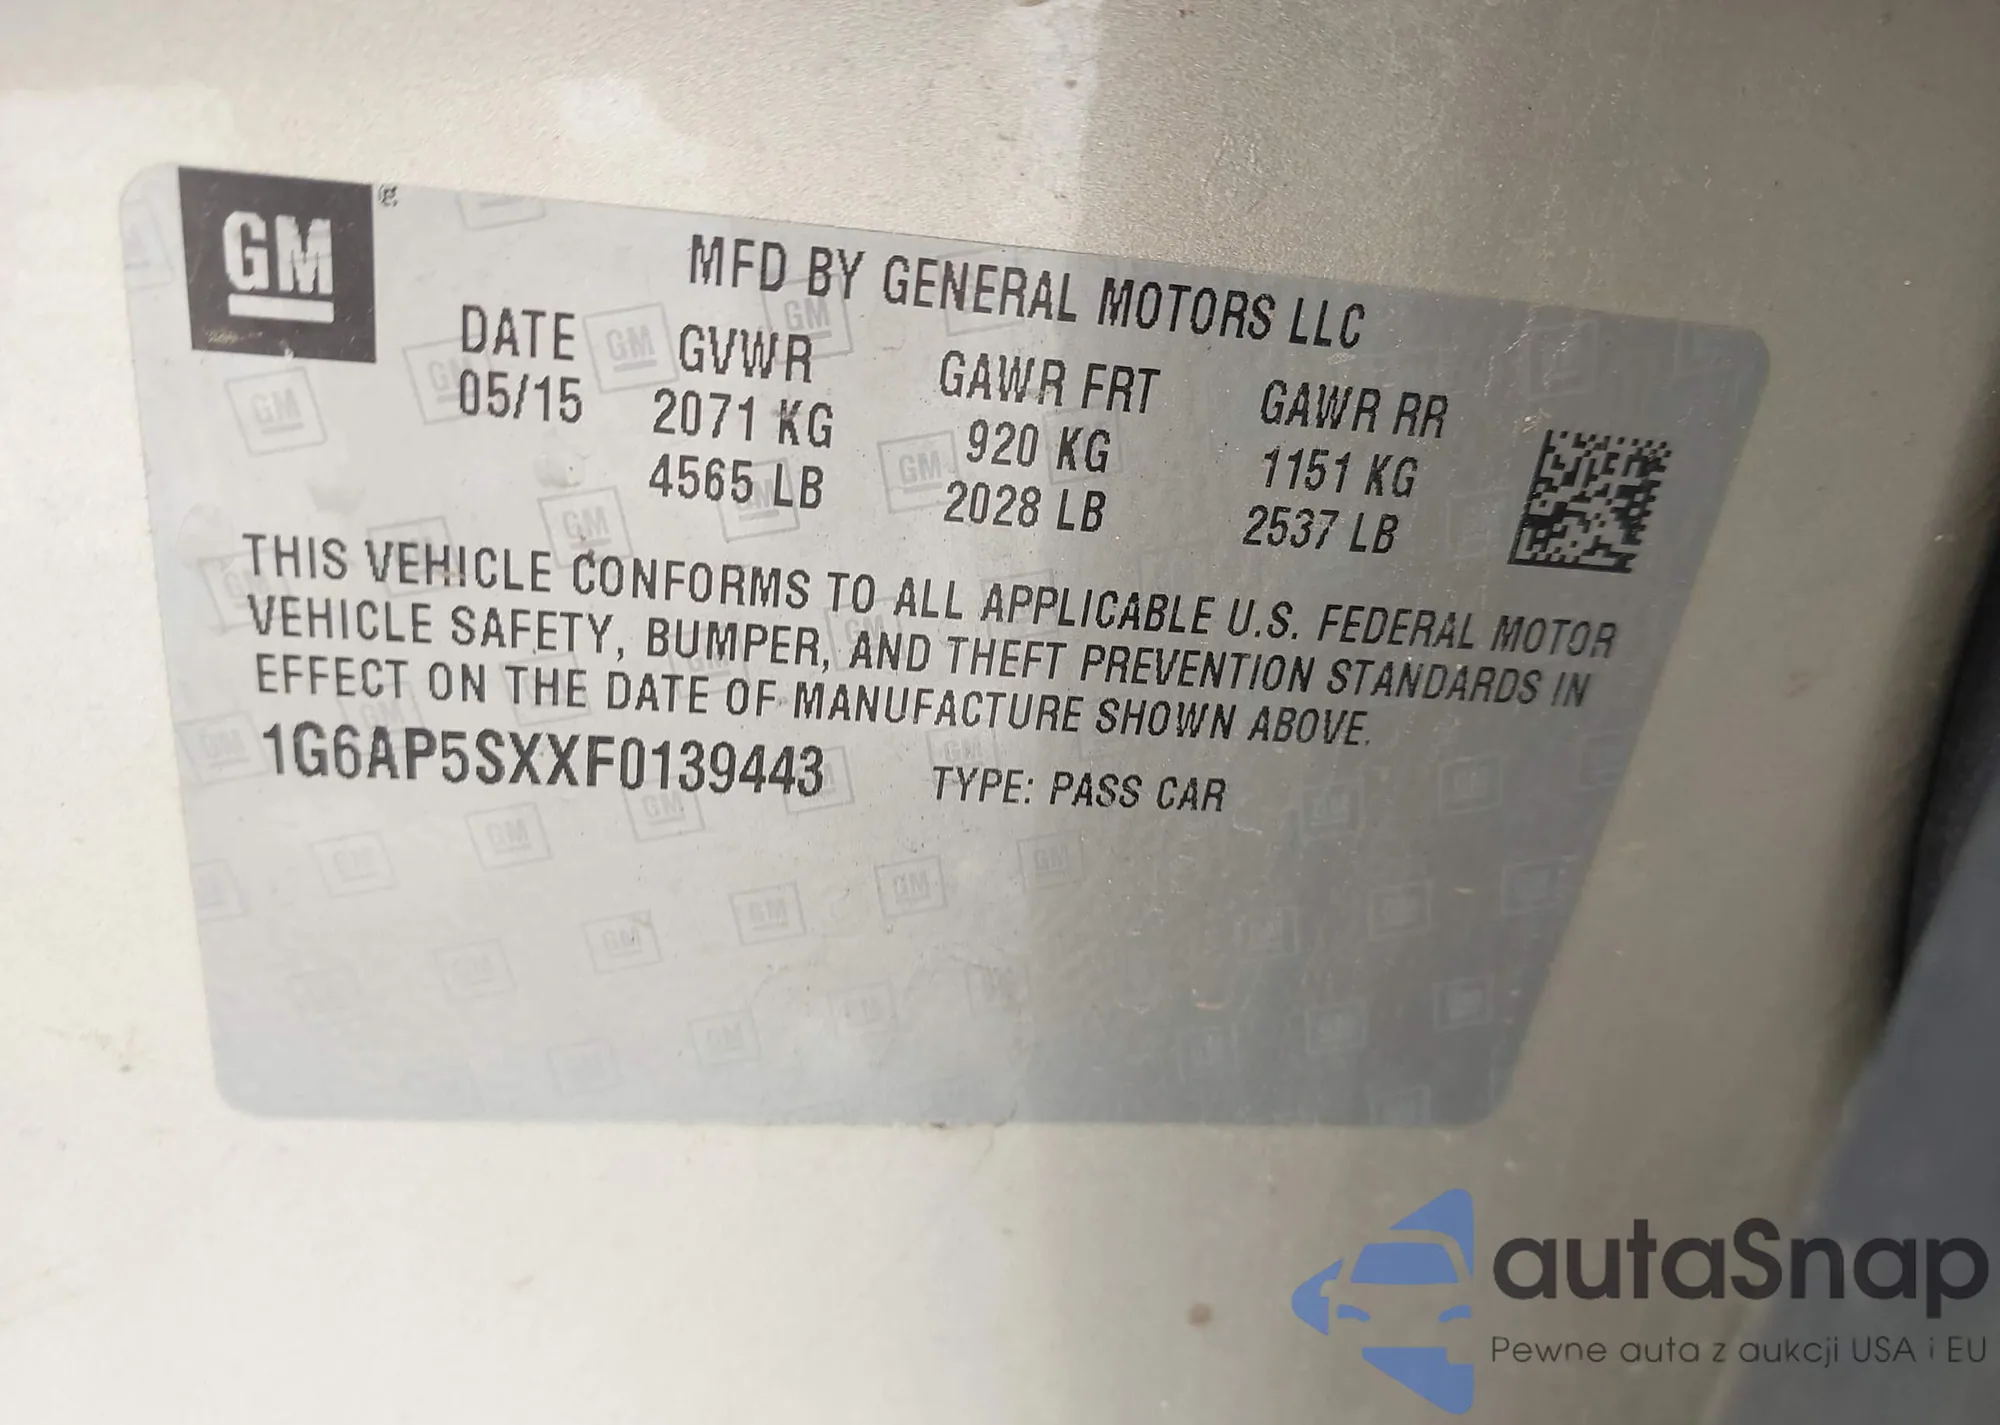 GM
MFD BY GENERAL MOTORS LLC
DATE GVWR GAWR FRT GAWR RR
05/15 2071 KG 920 KG 1151 KG
4565 LB 2028 LB 2537 LB
THIS VEHICLE CONFORMS TO ALL APPLICABLE U.S. FEDERAL MOTOR
VEHICLE SAFETY, BUMPER, AND THEFT PREVENTION STANDARDS IN
EFFECT ON THE DATE OF MANUFACTURE SHOWN ABOVE.
1G6AP5SXXF0139443 TYPE: PASS CAR
autaSnap
Pewne auta z aukcji USA i EU